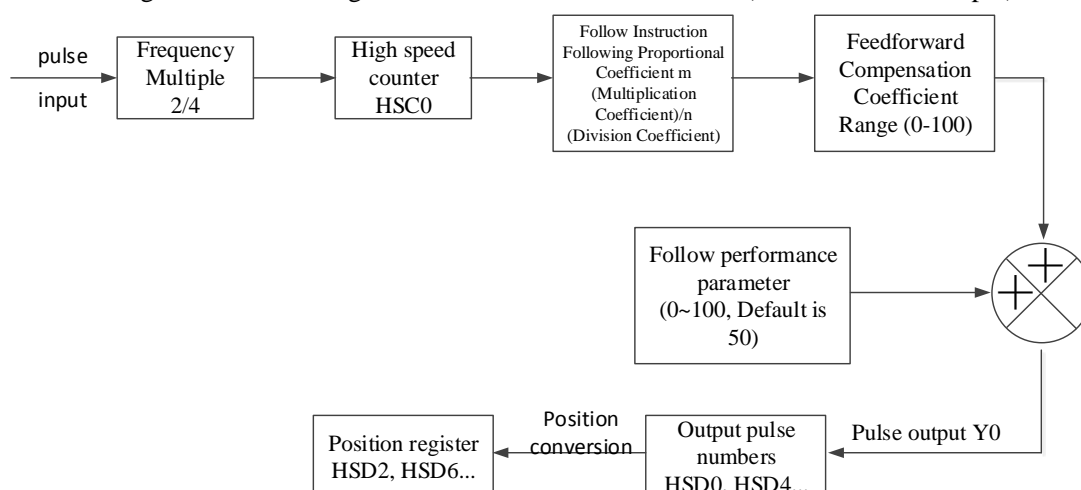 pulse
input
Frequency
Multiple
2/4
High speed
counter
HSC0
Follow Instruction
Following Proportional
Coefficient m
(Multiplication
Coefficient)/n
(Division Coefficient)
Feedforward
Compensation
Coefficient
Range (0-100)
Follow performance
parameter
(0~100, Default is
50)
+
+
Pulse output Y0
Output pulse
numbers
HSD0, HSD4...
Position
conversion
Position register
HSD2, HSD6...